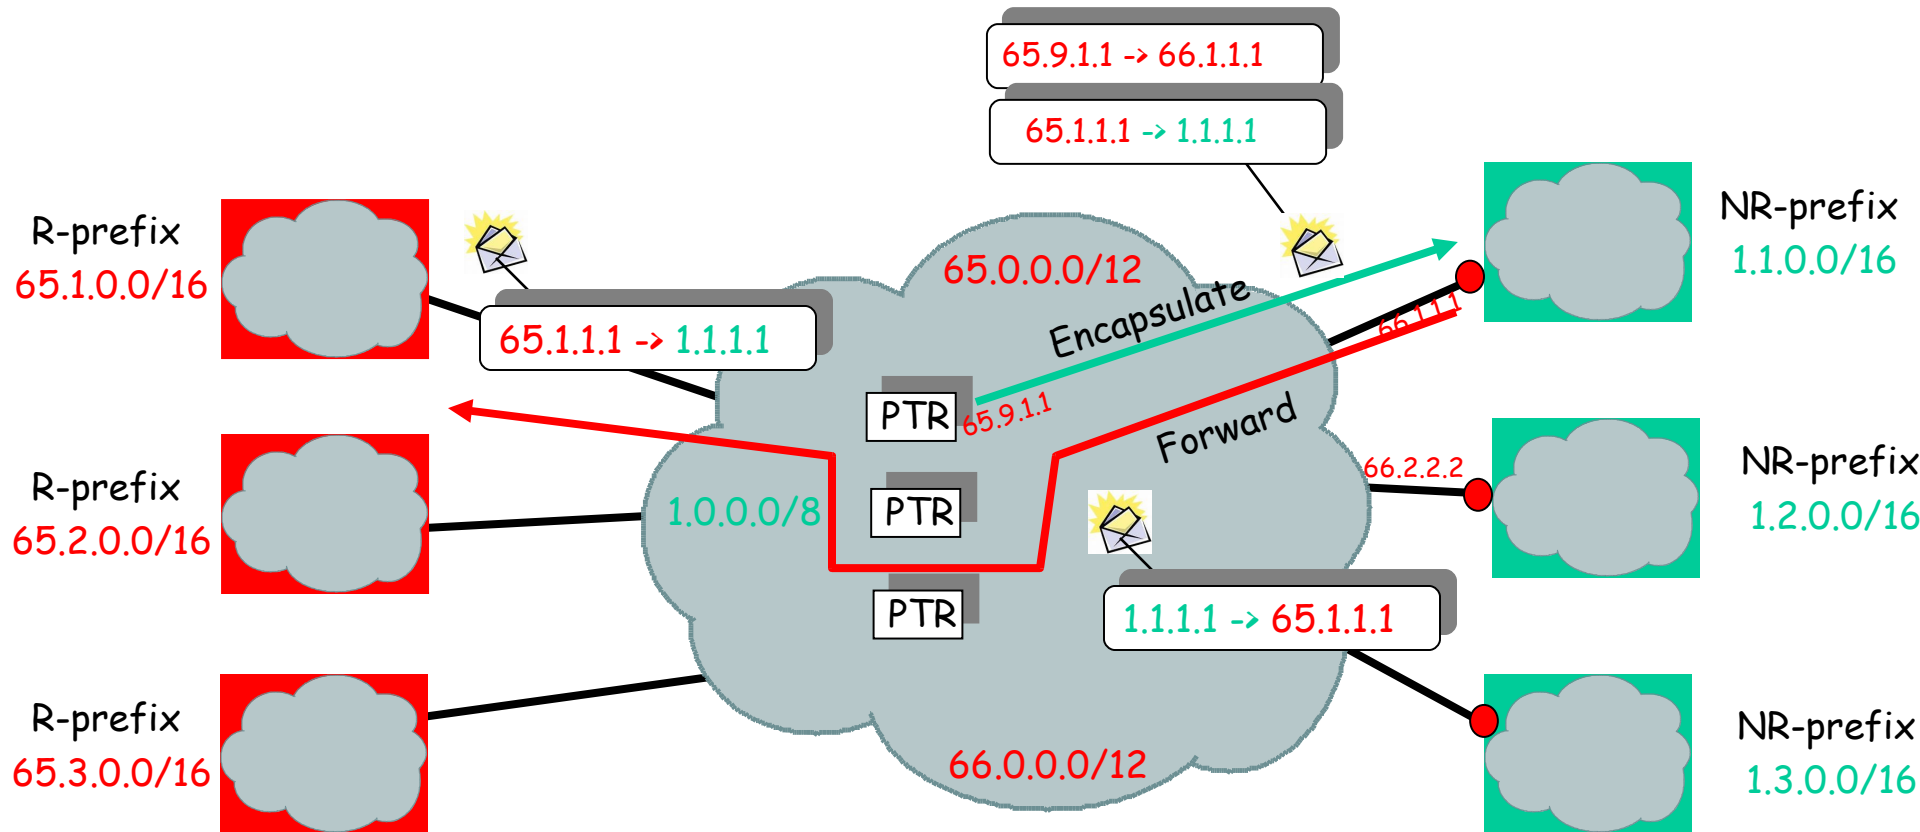 65.9.1.1 -> 66.1.1.1
65.1.1.1 -> 1.1.1.1
R-prefix
65.1.0.0/16
65.1.1.1 -> 1.1.1.1
65.0.0.0/12
Encapsulate
66.1.1.1
NR-prefix
1.1.0.0/16
PTR
65.9.1.1
Forward
R-prefix
65.2.0.0/16
1.0.0.0/8
PTR
66.2.2.2
NR-prefix
1.2.0.0/16
PTR
1.1.1.1 -> 65.1.1.1
R-prefix
65.3.0.0/16
66.0.0.0/12
NR-prefix
1.3.0.0/16